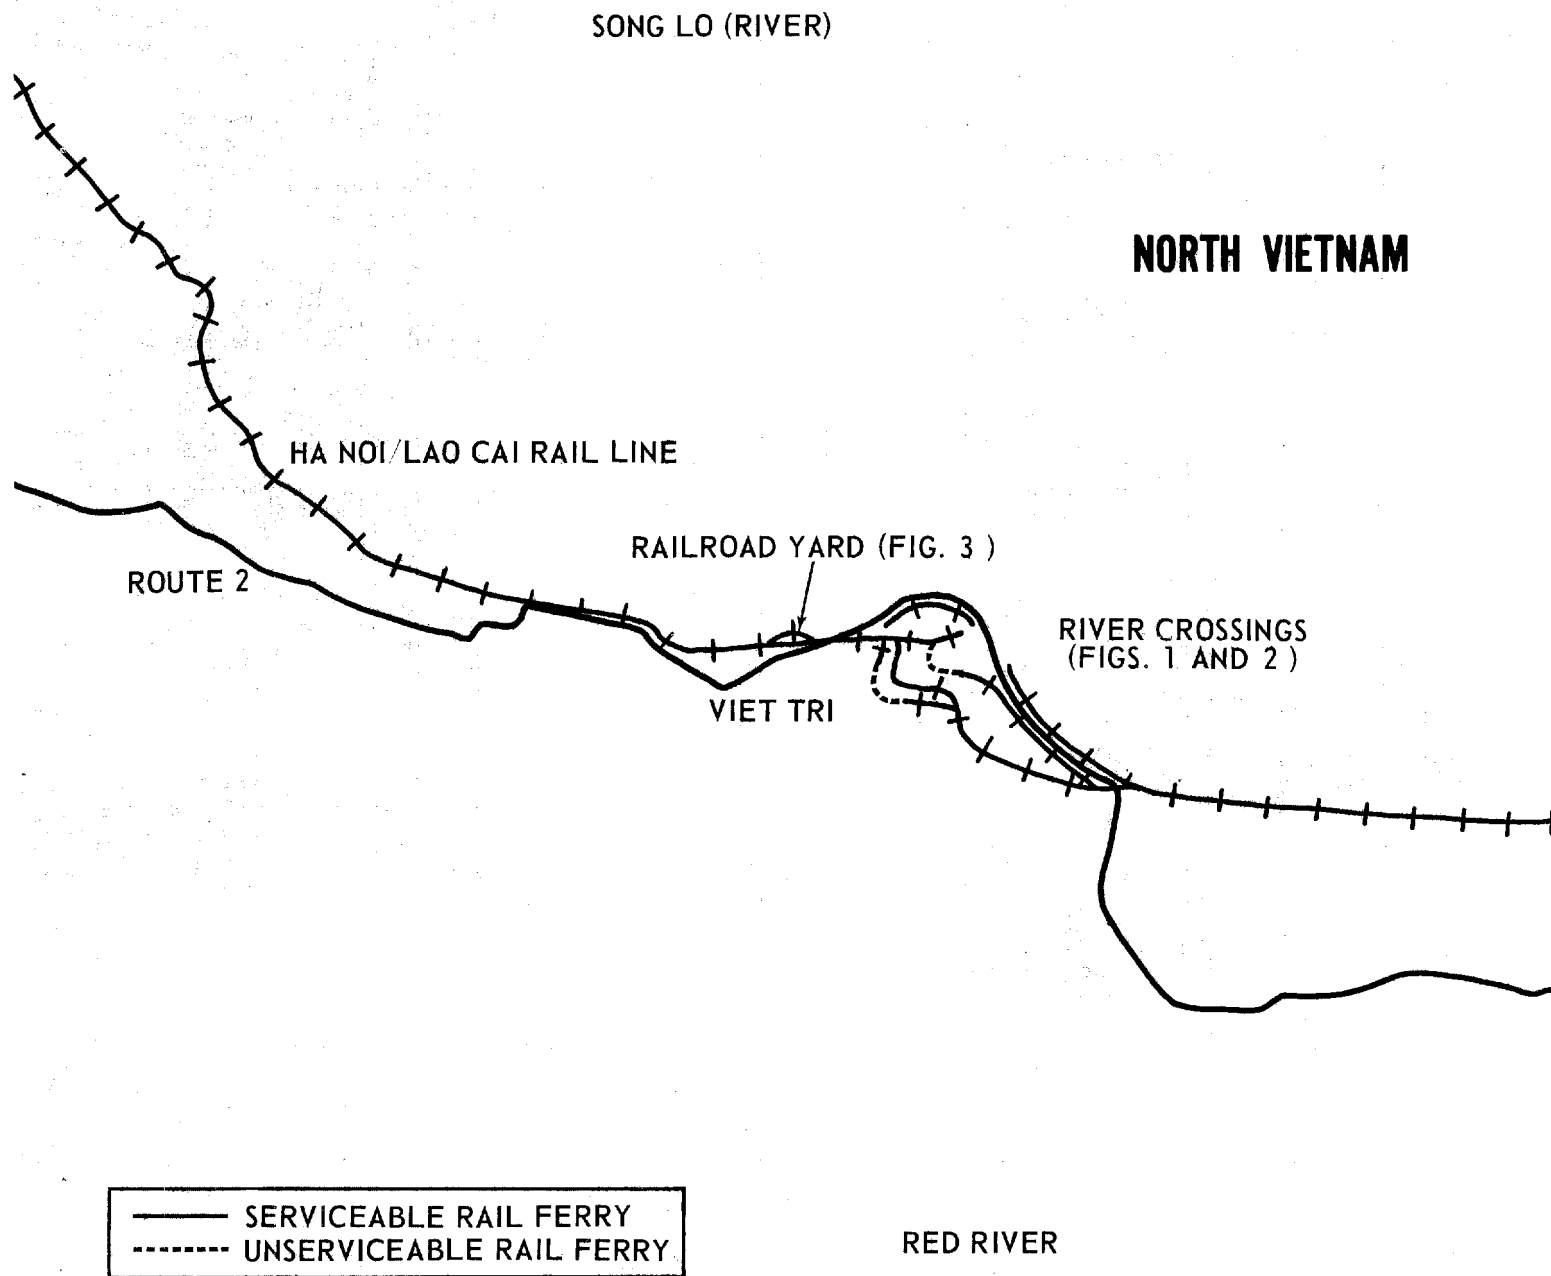 SONG LO (RIVER)
NORTH VIETNAM
HA NOI/LAO CAI RAIL LINE
RAILROAD YARD (FIG. 3 )
ROUTE 2
RIVER CROSSINGS
(FIGS. 1 AND 2 )
VIET TRI
SERVICEABLE RAIL FERRY
UNSERVICEABLE RAIL FERRY
RED RIVER